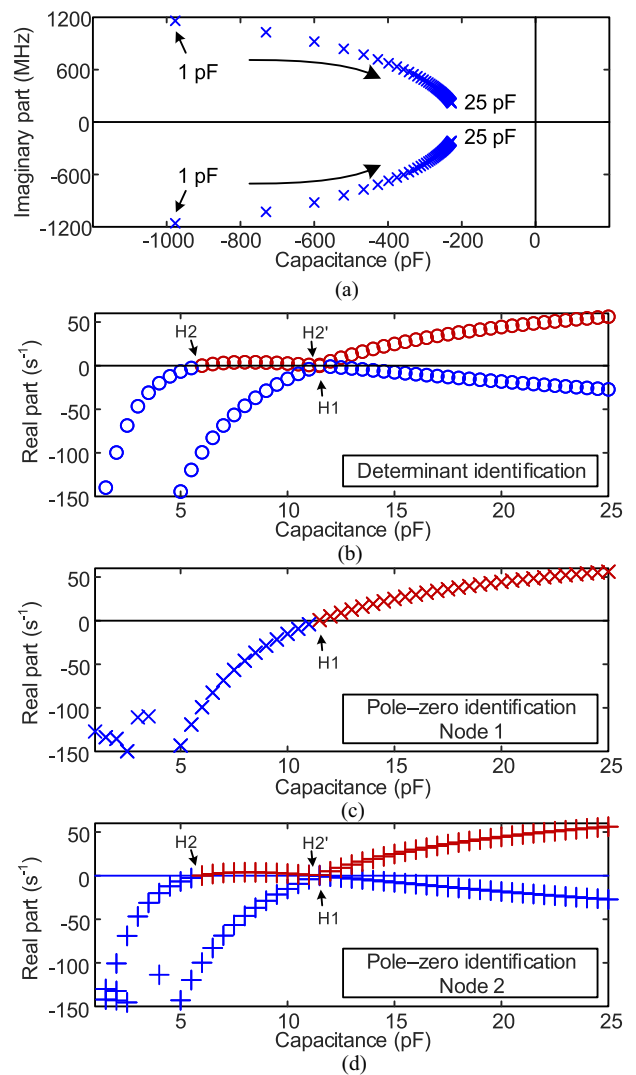 1200
600
0
-600
-1200
Imaginary part (MHz)
1 pF
25 pF
25 pF
1 pF
-1000 -800 -600 -400 -200 0
Capacitance (pF)
(a)
50
0
-50
-100
-150
Real part (s⁻¹)
H2
H2'
H1
Determinant identification
5 10 15 20 25
Capacitance (pF)
(b)
50
0
-50
-100
-150
Real part (s⁻¹)
H1
Pole–zero identification
Node 1
5 10 15 20 25
Capacitance (pF)
(c)
50
0
-50
-100
-150
Real part (s⁻¹)
H2
H2'
H1
Pole–zero identification
Node 2
5 10 15 20 25
Capacitance (pF)
(d)